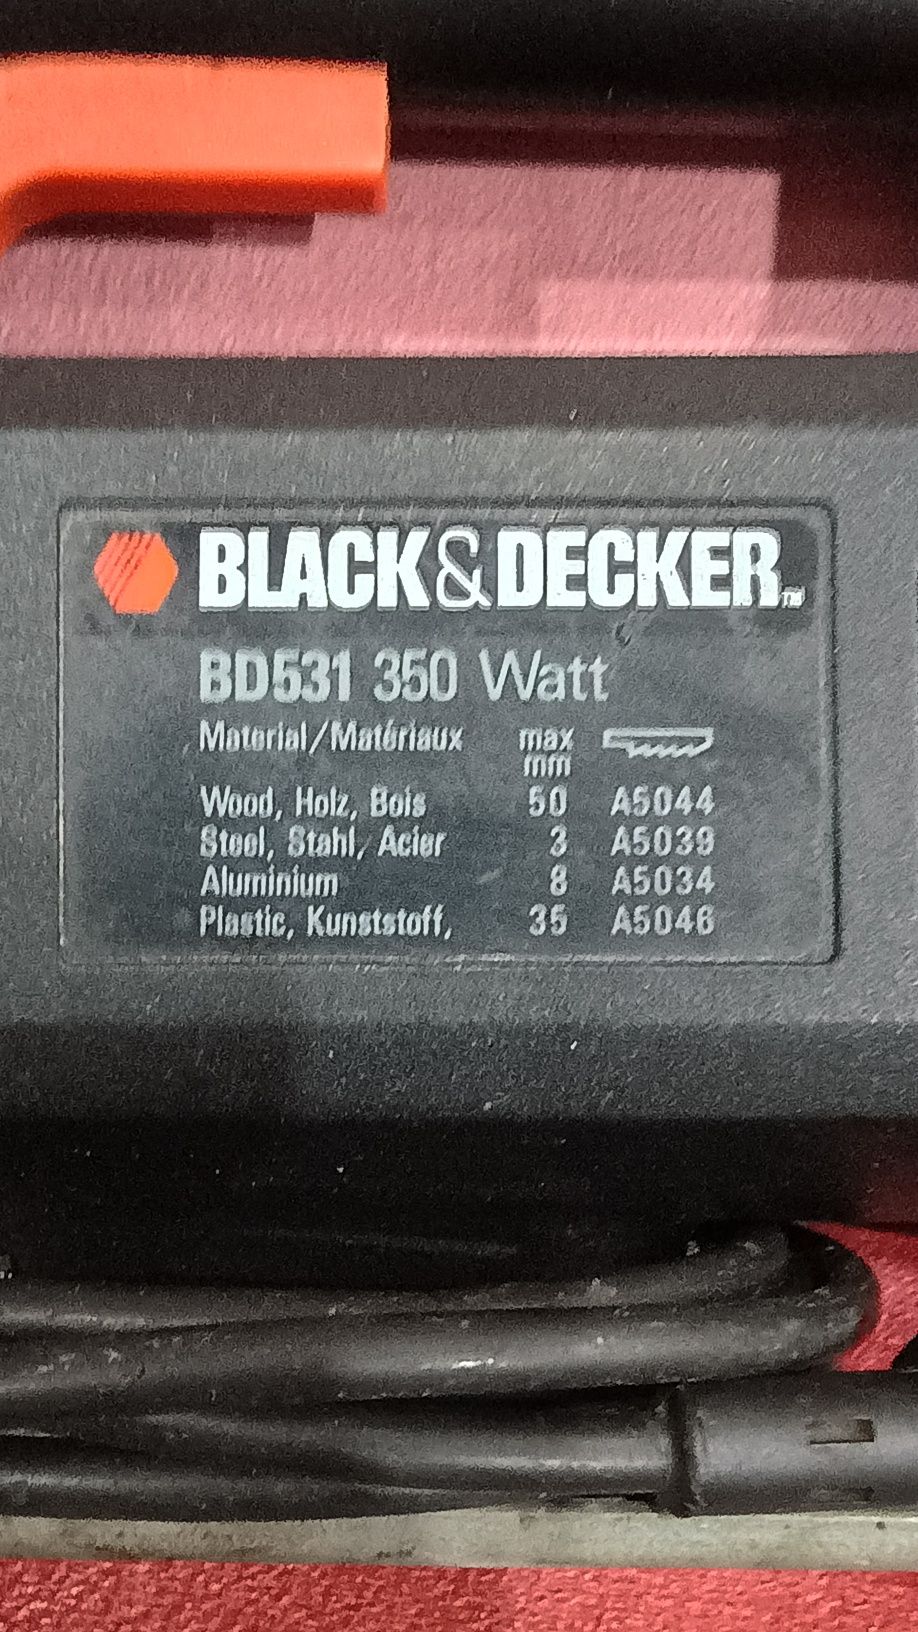 BLACK&DECKER™
BD531 350 Watt
Material/Matériaux max mm
Wood, Holz, Bois 50 A5044
Steel, Stahl, Acier 3 A5039
Aluminium 8 A5034
Plastic, Kunststoff, 35 A5046